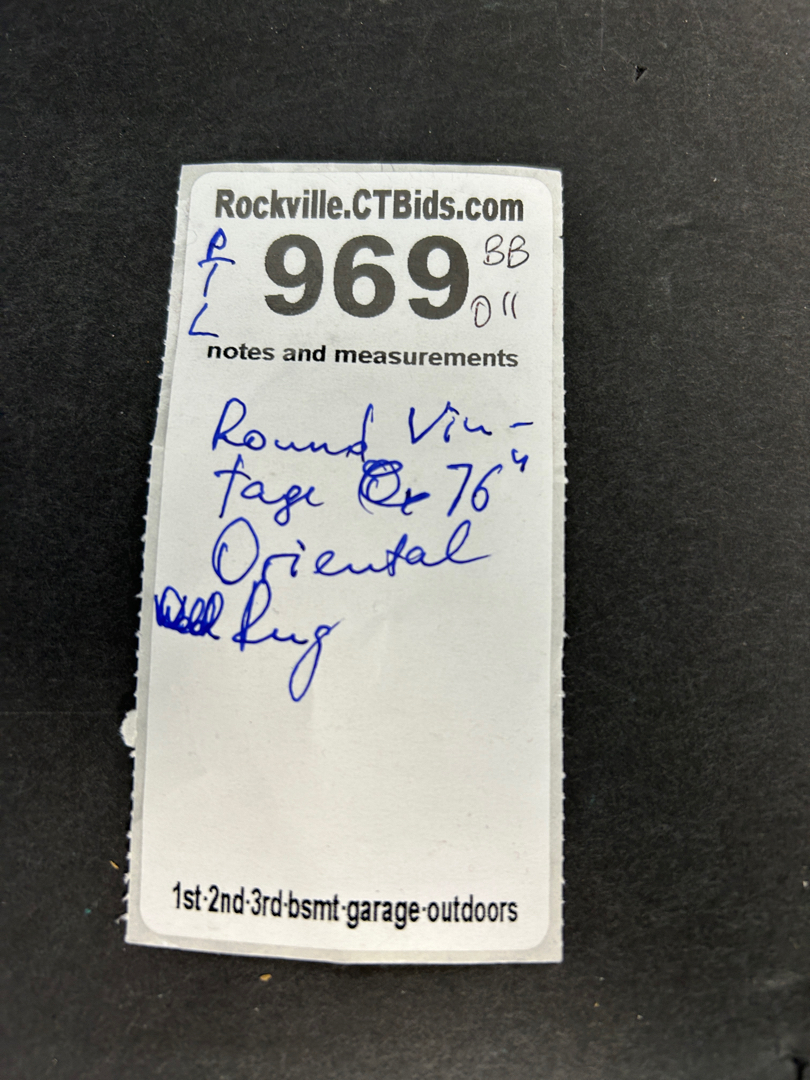 Rockville.CTBids.com
P
T
L
969
BB
011
notes and measurements
Round Vin-
tage 76"
Oriental
Rug
1st·2nd·3rd·bsmt·garage·outdoors